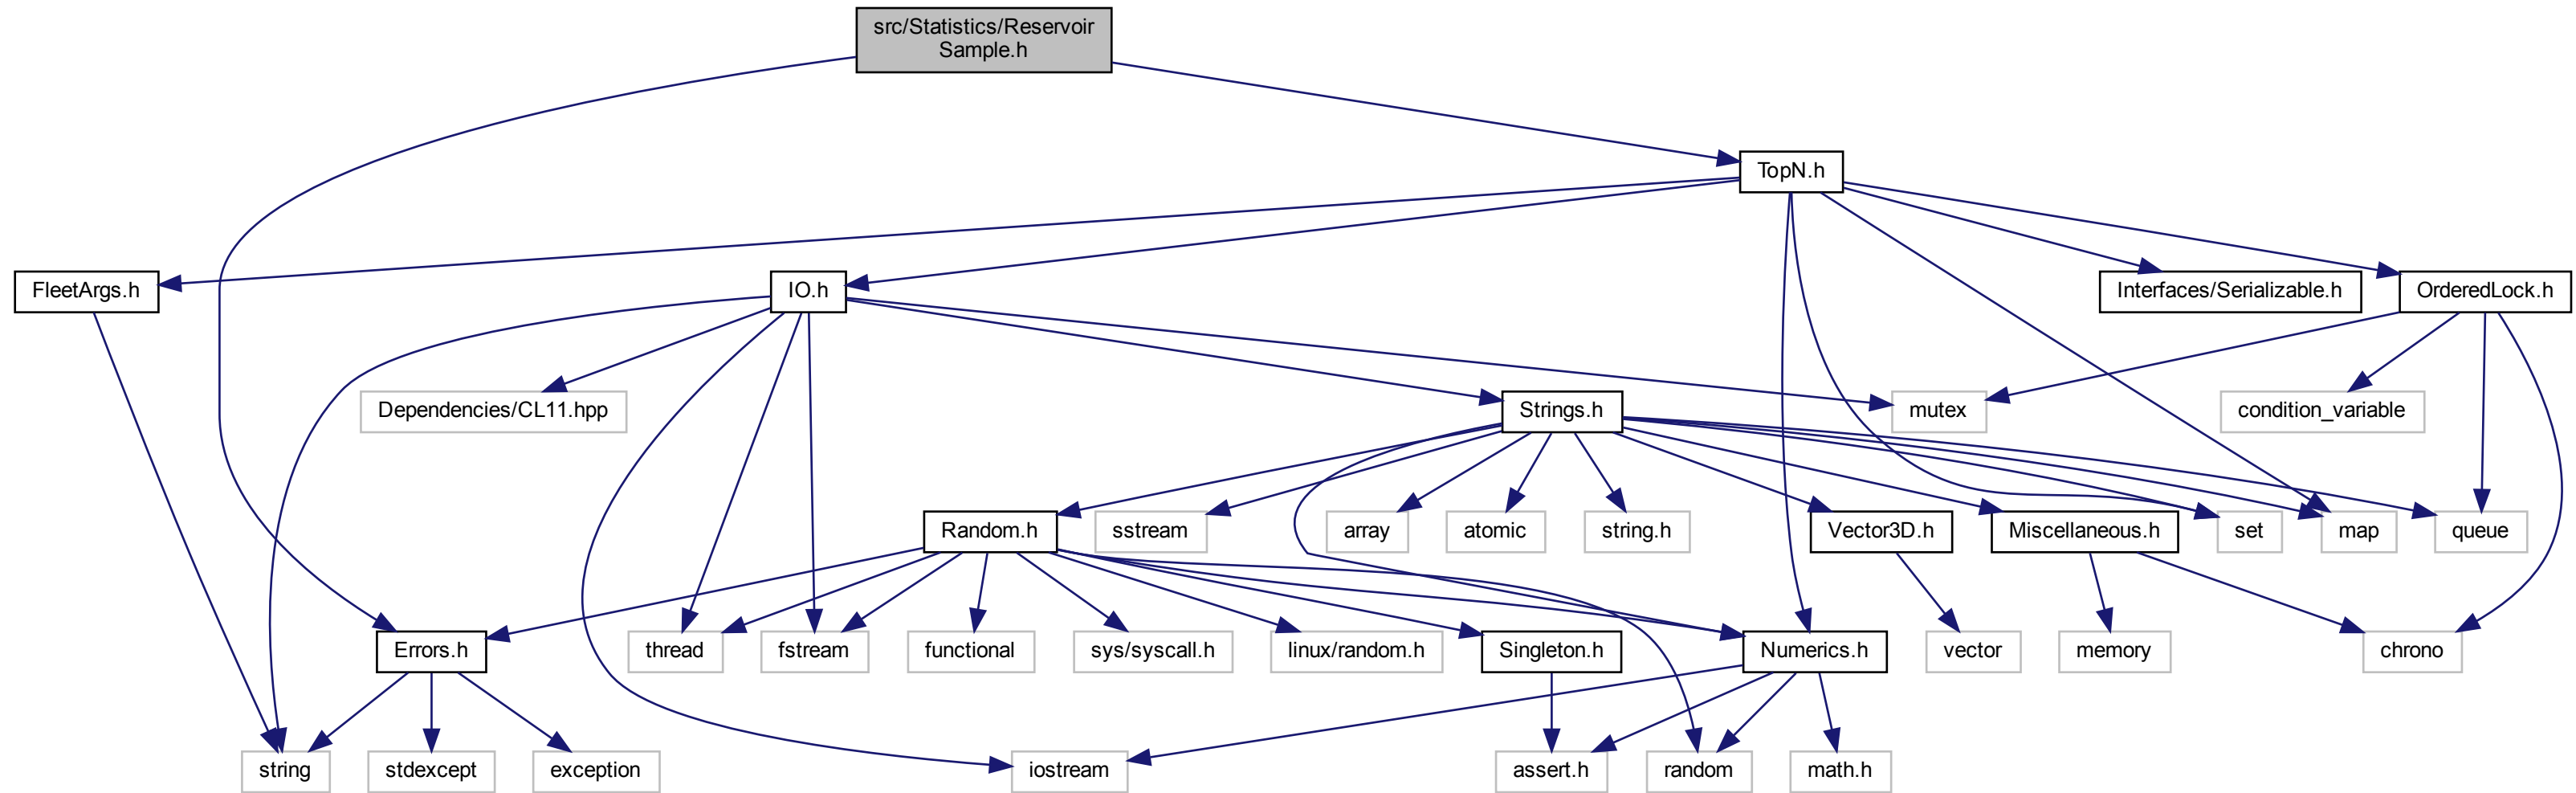 src/Statistics/Reservoir
Sample.h
TopN.h
FleetArgs.h
IO.h
Interfaces/Serializable.h
OrderedLock.h
Dependencies/CL11.hpp
Strings.h
mutex
condition_variable
Random.h
sstream
array
atomic
string.h
Vector3D.h
Miscellaneous.h
set
map
queue
Errors.h
thread
fstream
functional
sys/syscall.h
linux/random.h
Singleton.h
Numerics.h
vector
memory
chrono
string
stdexcept
exception
iostream
assert.h
random
math.h